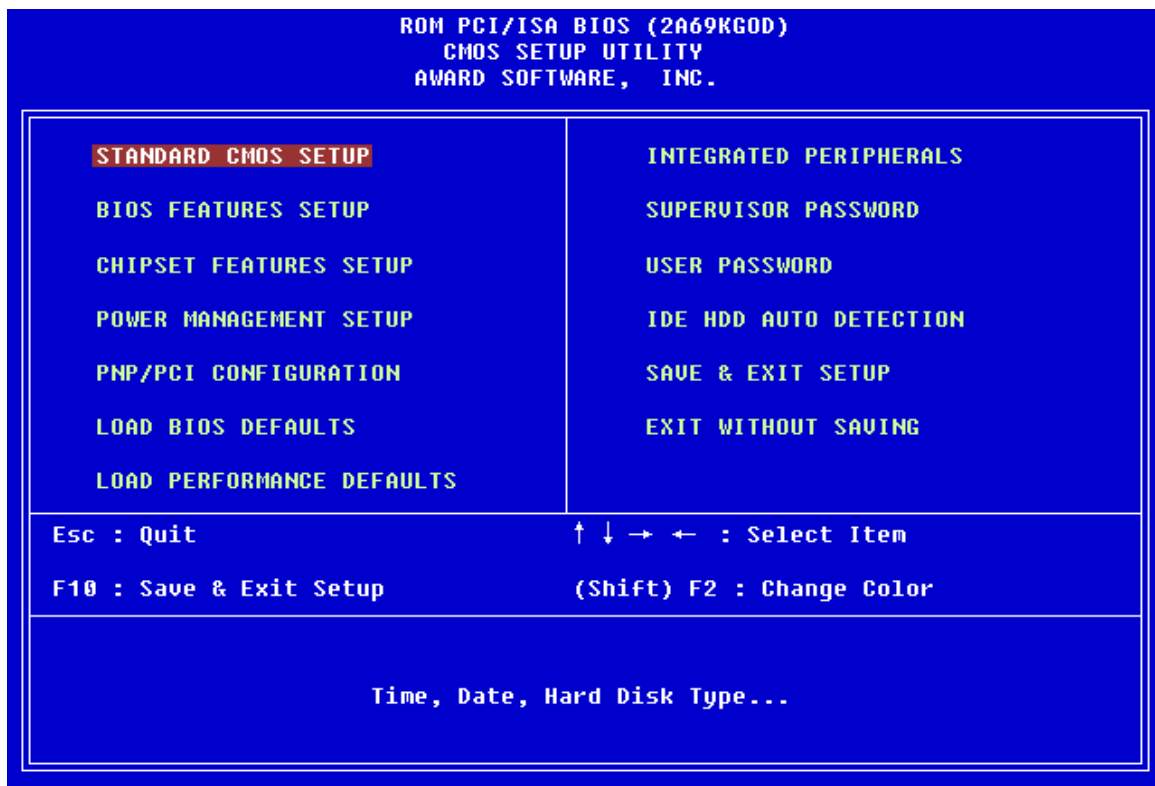 ROM PCI/ISA BIOS (2A69KGOD)
CMOS SETUP UTILITY
AWARD SOFTWARE, INC.
STANDARD CMOS SETUP
BIOS FEATURES SETUP
CHIPSET FEATURES SETUP
POWER MANAGEMENT SETUP
PNP/PCI CONFIGURATION
LOAD BIOS DEFAULTS
LOAD PERFORMANCE DEFAULTS
INTEGRATED PERIPHERALS
SUPERVISOR PASSWORD
USER PASSWORD
IDE HDD AUTO DETECTION
SAVE & EXIT SETUP
EXIT WITHOUT SAVING
Esc : Quit
F10 : Save & Exit Setup
↑ ↓ → ← : Select Item
(Shift) F2 : Change Color
Time, Date, Hard Disk Type...